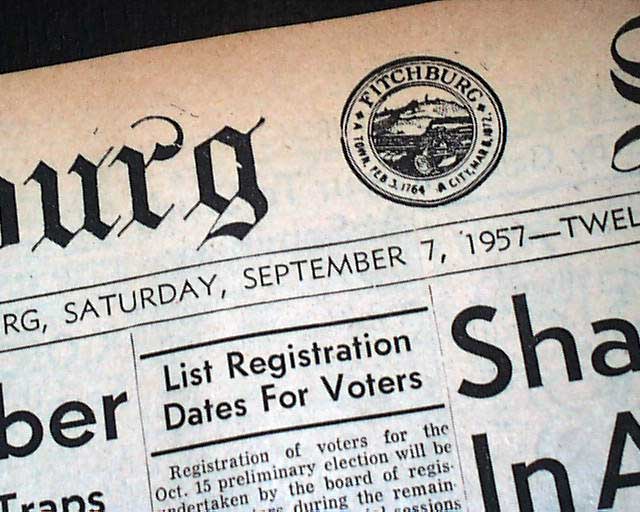 burg S
FITCHBURG
A TOWN, FEB. 3, 1764. A CITY, MAR. 8, 1872.
RG, SATURDAY, SEPTEMBER 7, 1957—TWEL
ber
Traps
List Registration
Dates For Voters
Registration of voters for the
Oct. 15 preliminary election will be
undertaken by the board of regis-
during the remain-
sessions
Sha
In A